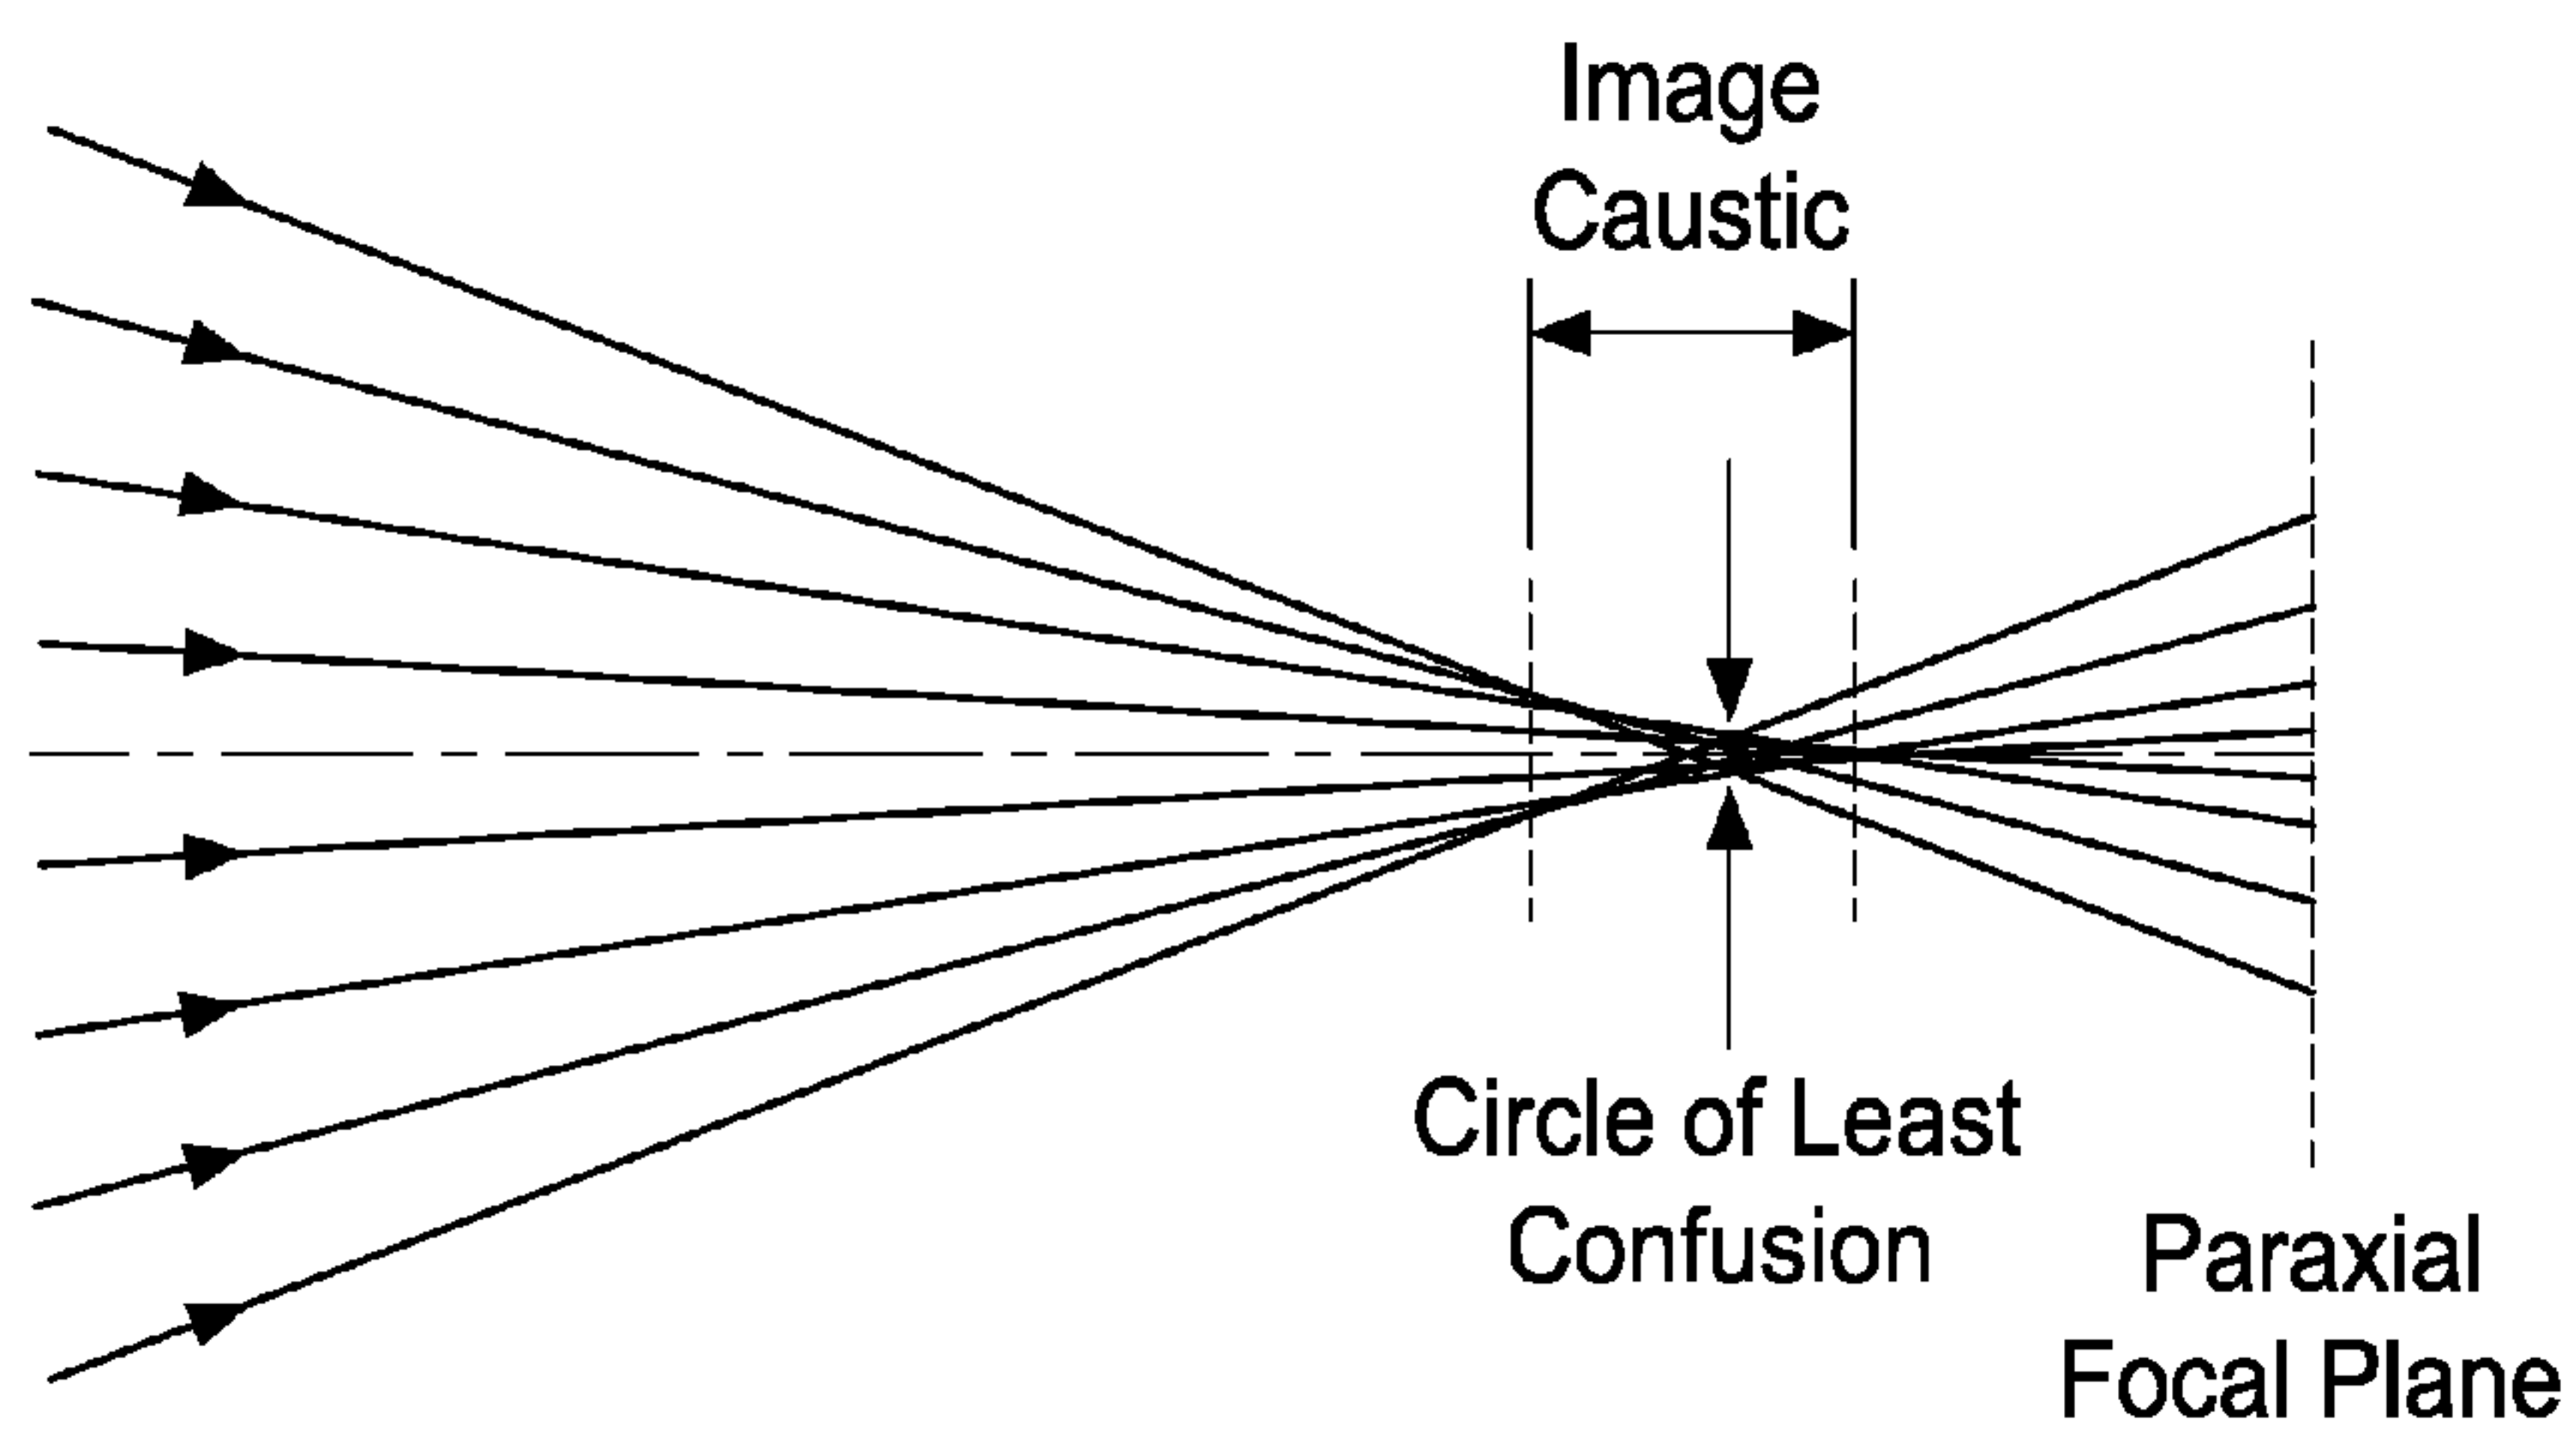 Image
Caustic
Circle of Least
Confusion
Paraxial
Focal Plane